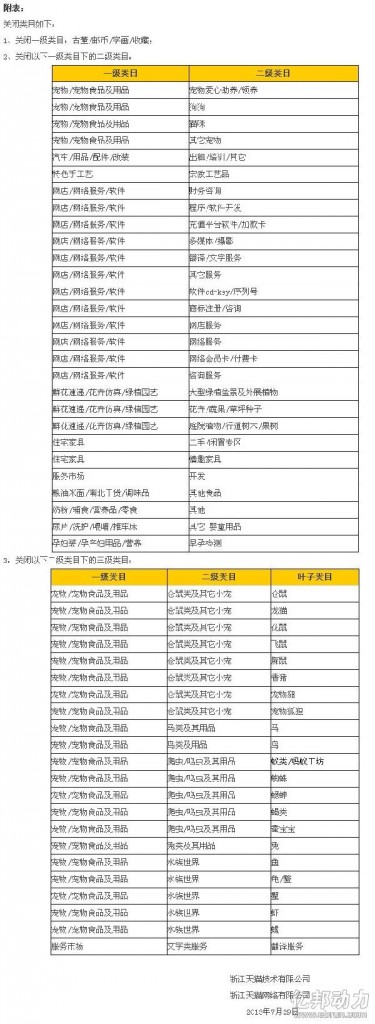 附表：
关闭类目如下，
1、关闭一级类目，古董/邮币/字画/收藏；
2、关闭以下一级类目下的二级类目。
一级类目 二级类目
宠物/宠物食品及用品 宠物爱心助养/领养
宠物/宠物食品及用品 狗狗
宠物/宠物食品及用品 猫咪
宠物/宠物食品及用品 其它宠物
汽车/用品/配件/改装 出租/培训/其它
特色手工艺 宗教工艺品
网店/网络服务/软件 财务咨询
网店/网络服务/软件 程序/软件开发
网店/网络服务/软件 充值平台软件/加款卡
网店/网络服务/软件 多媒体/摄影
网店/网络服务/软件 翻译/文字服务
网店/网络服务/软件 其它服务
网店/网络服务/软件 软件cd-key/序列号
网店/网络服务/软件 商标注册/咨询
网店/网络服务/软件 网店服务
网店/网络服务/软件 网络服务
网店/网络服务/软件 网络会员卡/付费卡
网店/网络服务/软件 咨询服务
鲜花速递/花卉仿真/绿植园艺 大型绿植盆景及外展植物
鲜花速递/花卉仿真/绿植园艺 花卉/蔬果/草坪种子
鲜花速递/花卉仿真/绿植园艺 庭院植物/行道树木/果树
住宅家具 二手/闲置专区
住宅家具 情趣家具
服务市场 开发
粮油米面/南北干货/调味品 其他食品
奶粉/辅食/营养品/零食 其他
尿片/洗护/喂哺/推车床 其它 婴童用品
孕妇装/孕产妇用品/营养 早孕检测
3、关闭以下二级类目下的三级类目。
一级类目 二级类目 叶子类目
宠物/宠物食品及用品 仓鼠类及其它小宠 仓鼠
宠物/宠物食品及用品 仓鼠类及其它小宠 龙猫
宠物/宠物食品及用品 仓鼠类及其它小宠 花鼠
宠物/宠物食品及用品 仓鼠类及其它小宠 飞鼠
宠物/宠物食品及用品 仓鼠类及其它小宠 豚鼠
宠物/宠物食品及用品 仓鼠类及其它小宠 香猪
宠物/宠物食品及用品 仓鼠类及其它小宠 宠物貂
宠物/宠物食品及用品 仓鼠类及其它小宠 宠物狐狸
宠物/宠物食品及用品 马类及其用品 马
宠物/宠物食品及用品 鸟类及用品 鸟
宠物/宠物食品及用品 爬虫/鸣虫及其用品 蚁类/蚂蚁工坊
宠物/宠物食品及用品 爬虫/鸣虫及其用品 蜘蛛
宠物/宠物食品及用品 爬虫/鸣虫及其用品 蟋蟀
宠物/宠物食品及用品 爬虫/鸣虫及其用品 蝎类
宠物/宠物食品及用品 爬虫/鸣虫及其用品 蚕宝宝
宠物/宠物食品及用品 兔类及其用品 兔
宠物/宠物食品及用品 水族世界 鱼
宠物/宠物食品及用品 水族世界 龟/鳖
宠物/宠物食品及用品 水族世界 蟹
宠物/宠物食品及用品 水族世界 虾
宠物/宠物食品及用品 水族世界
服务市场 文字类服务 翻译服务
浙江天猫技术有限公司
浙江天猫网络有限公司
2013年7月29日
亿邦动力
www.ebrun.com